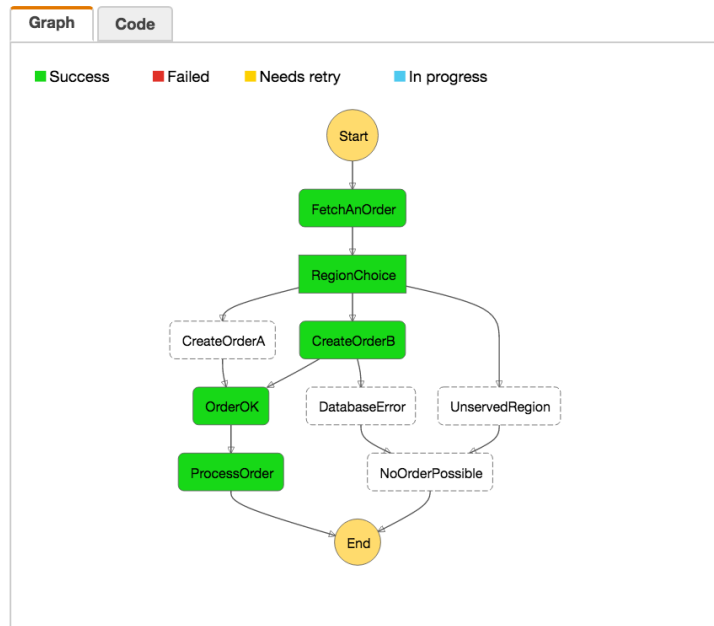 Graph Code
Success Failed Needs retry In progress
Start
FetchAnOrder
RegionChoice
CreateOrderA CreateOrderB
OrderOK DatabaseError UnservedRegion
ProcessOrder NoOrderPossible
End